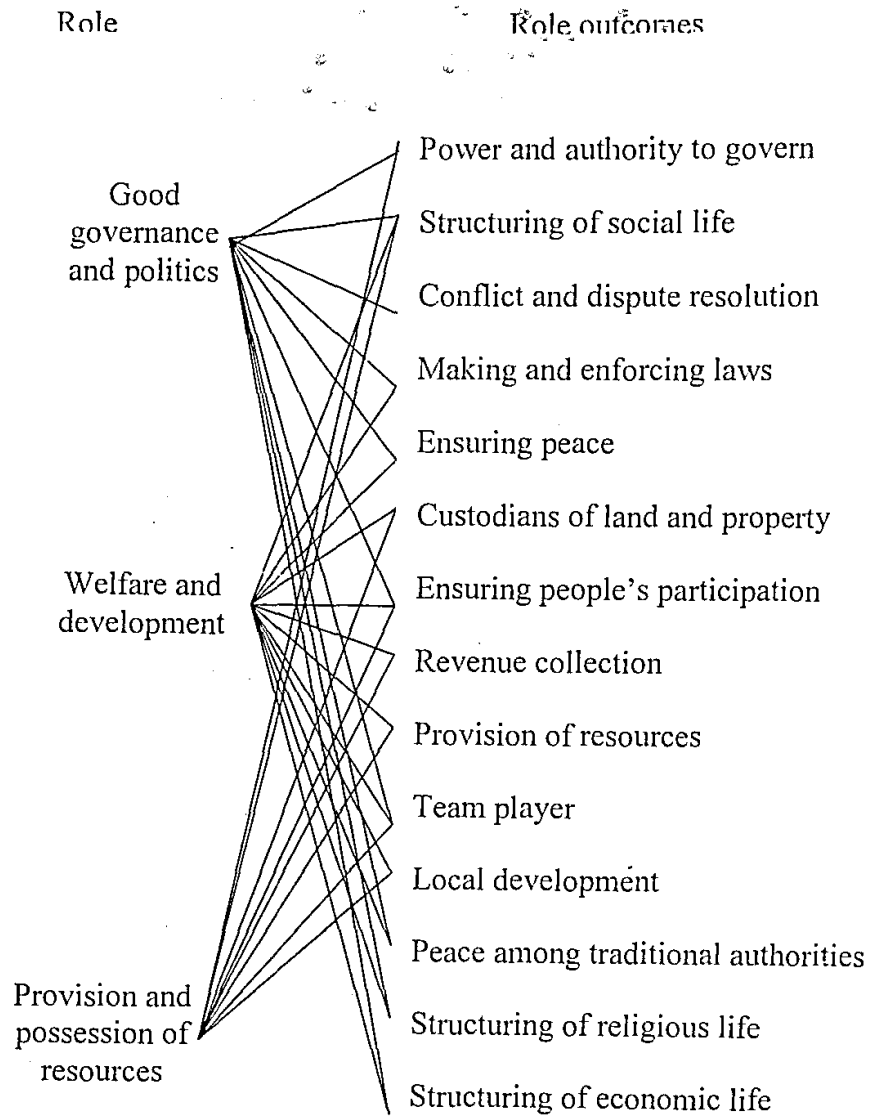 Role
Role outcomes
Good
governance
and politics
Welfare and
development
Provision and
possession of
resources
Power and authority to govern
Structuring of social life
Conflict and dispute resolution
Making and enforcing laws
Ensuring peace
Custodians of land and property
Ensuring people's participation
Revenue collection
Provision of resources
Team player
Local development
Peace among traditional authorities
Structuring of religious life
Structuring of economic life